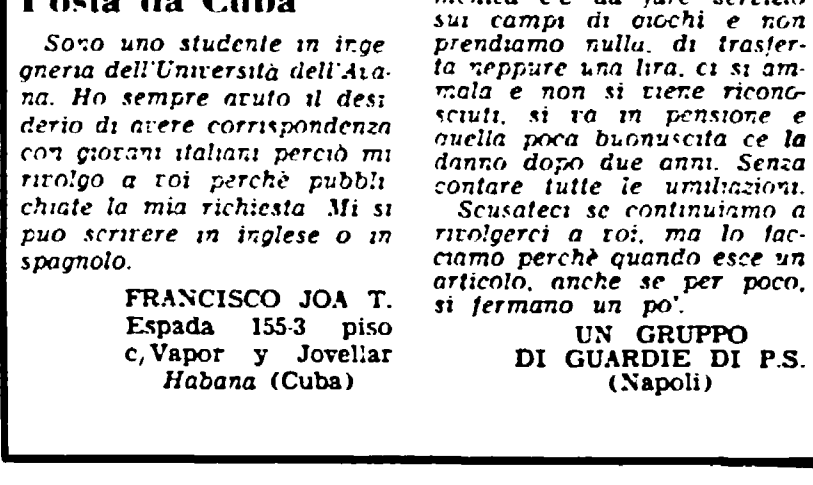 Posta da Cuba
Sono uno studente in inge-
gneria dell'Università dell'Ava-
na. Ho sempre avuto il desi-
derio di avere corrispondenza
con giovani italiani perciò mi
rivolgo a voi perchè pubbli-
chiate la mia richiesta. Mi si
può scrivere in inglese o in
spagnolo.
FRANCISCO JOA T.
Espada 155-3 piso
c, Vapor y Jovellar
Habana (Cuba)
menica c'è da fare servizio
sui campi di giochi e non
prendiamo nulla. di trasfer-
ta neppure una lira. ci si am-
mala e non si viene ricono-
sciuti, si va in pensione e
quella poca buonuscita ce la
danno dopo due anni. Senza
contare tutte le umiliazioni.
Scusateci se continuiamo a
rivolgerci a voi, ma lo fac-
ciamo perchè quando esce un
articolo, anche se per poco,
si fermano un po'.
UN GRUPPO
DI GUARDIE DI P.S.
(Napoli)